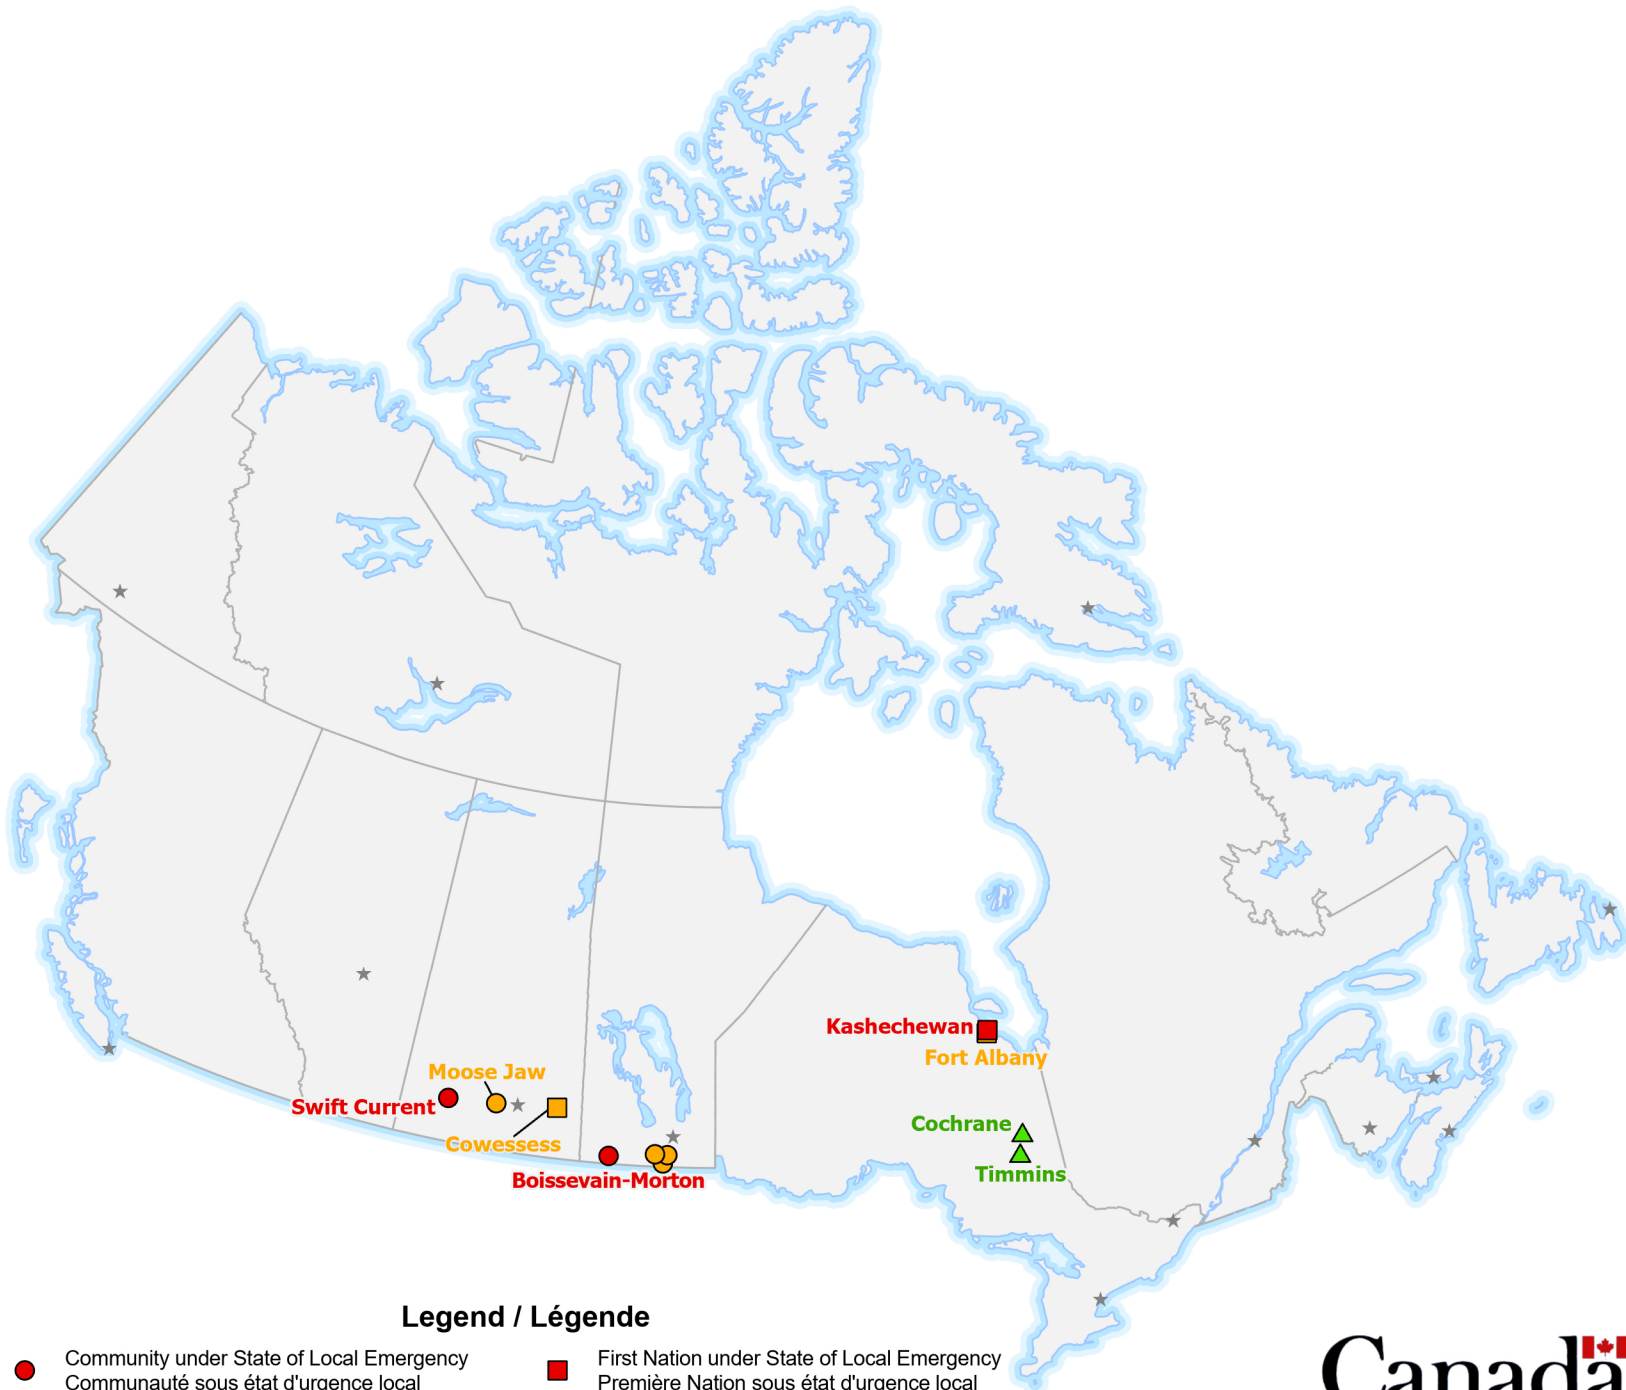 Kashechewan
Fort Albany
Moose Jaw
Swift Current
Cowessess
Cochrane
Boissevain-Morton
Timmins
Legend / Légende
Community under State of Local Emergency
Communauté sous état d'urgence local
First Nation under State of Local Emergency
Première Nation sous état d'urgence local
Canada